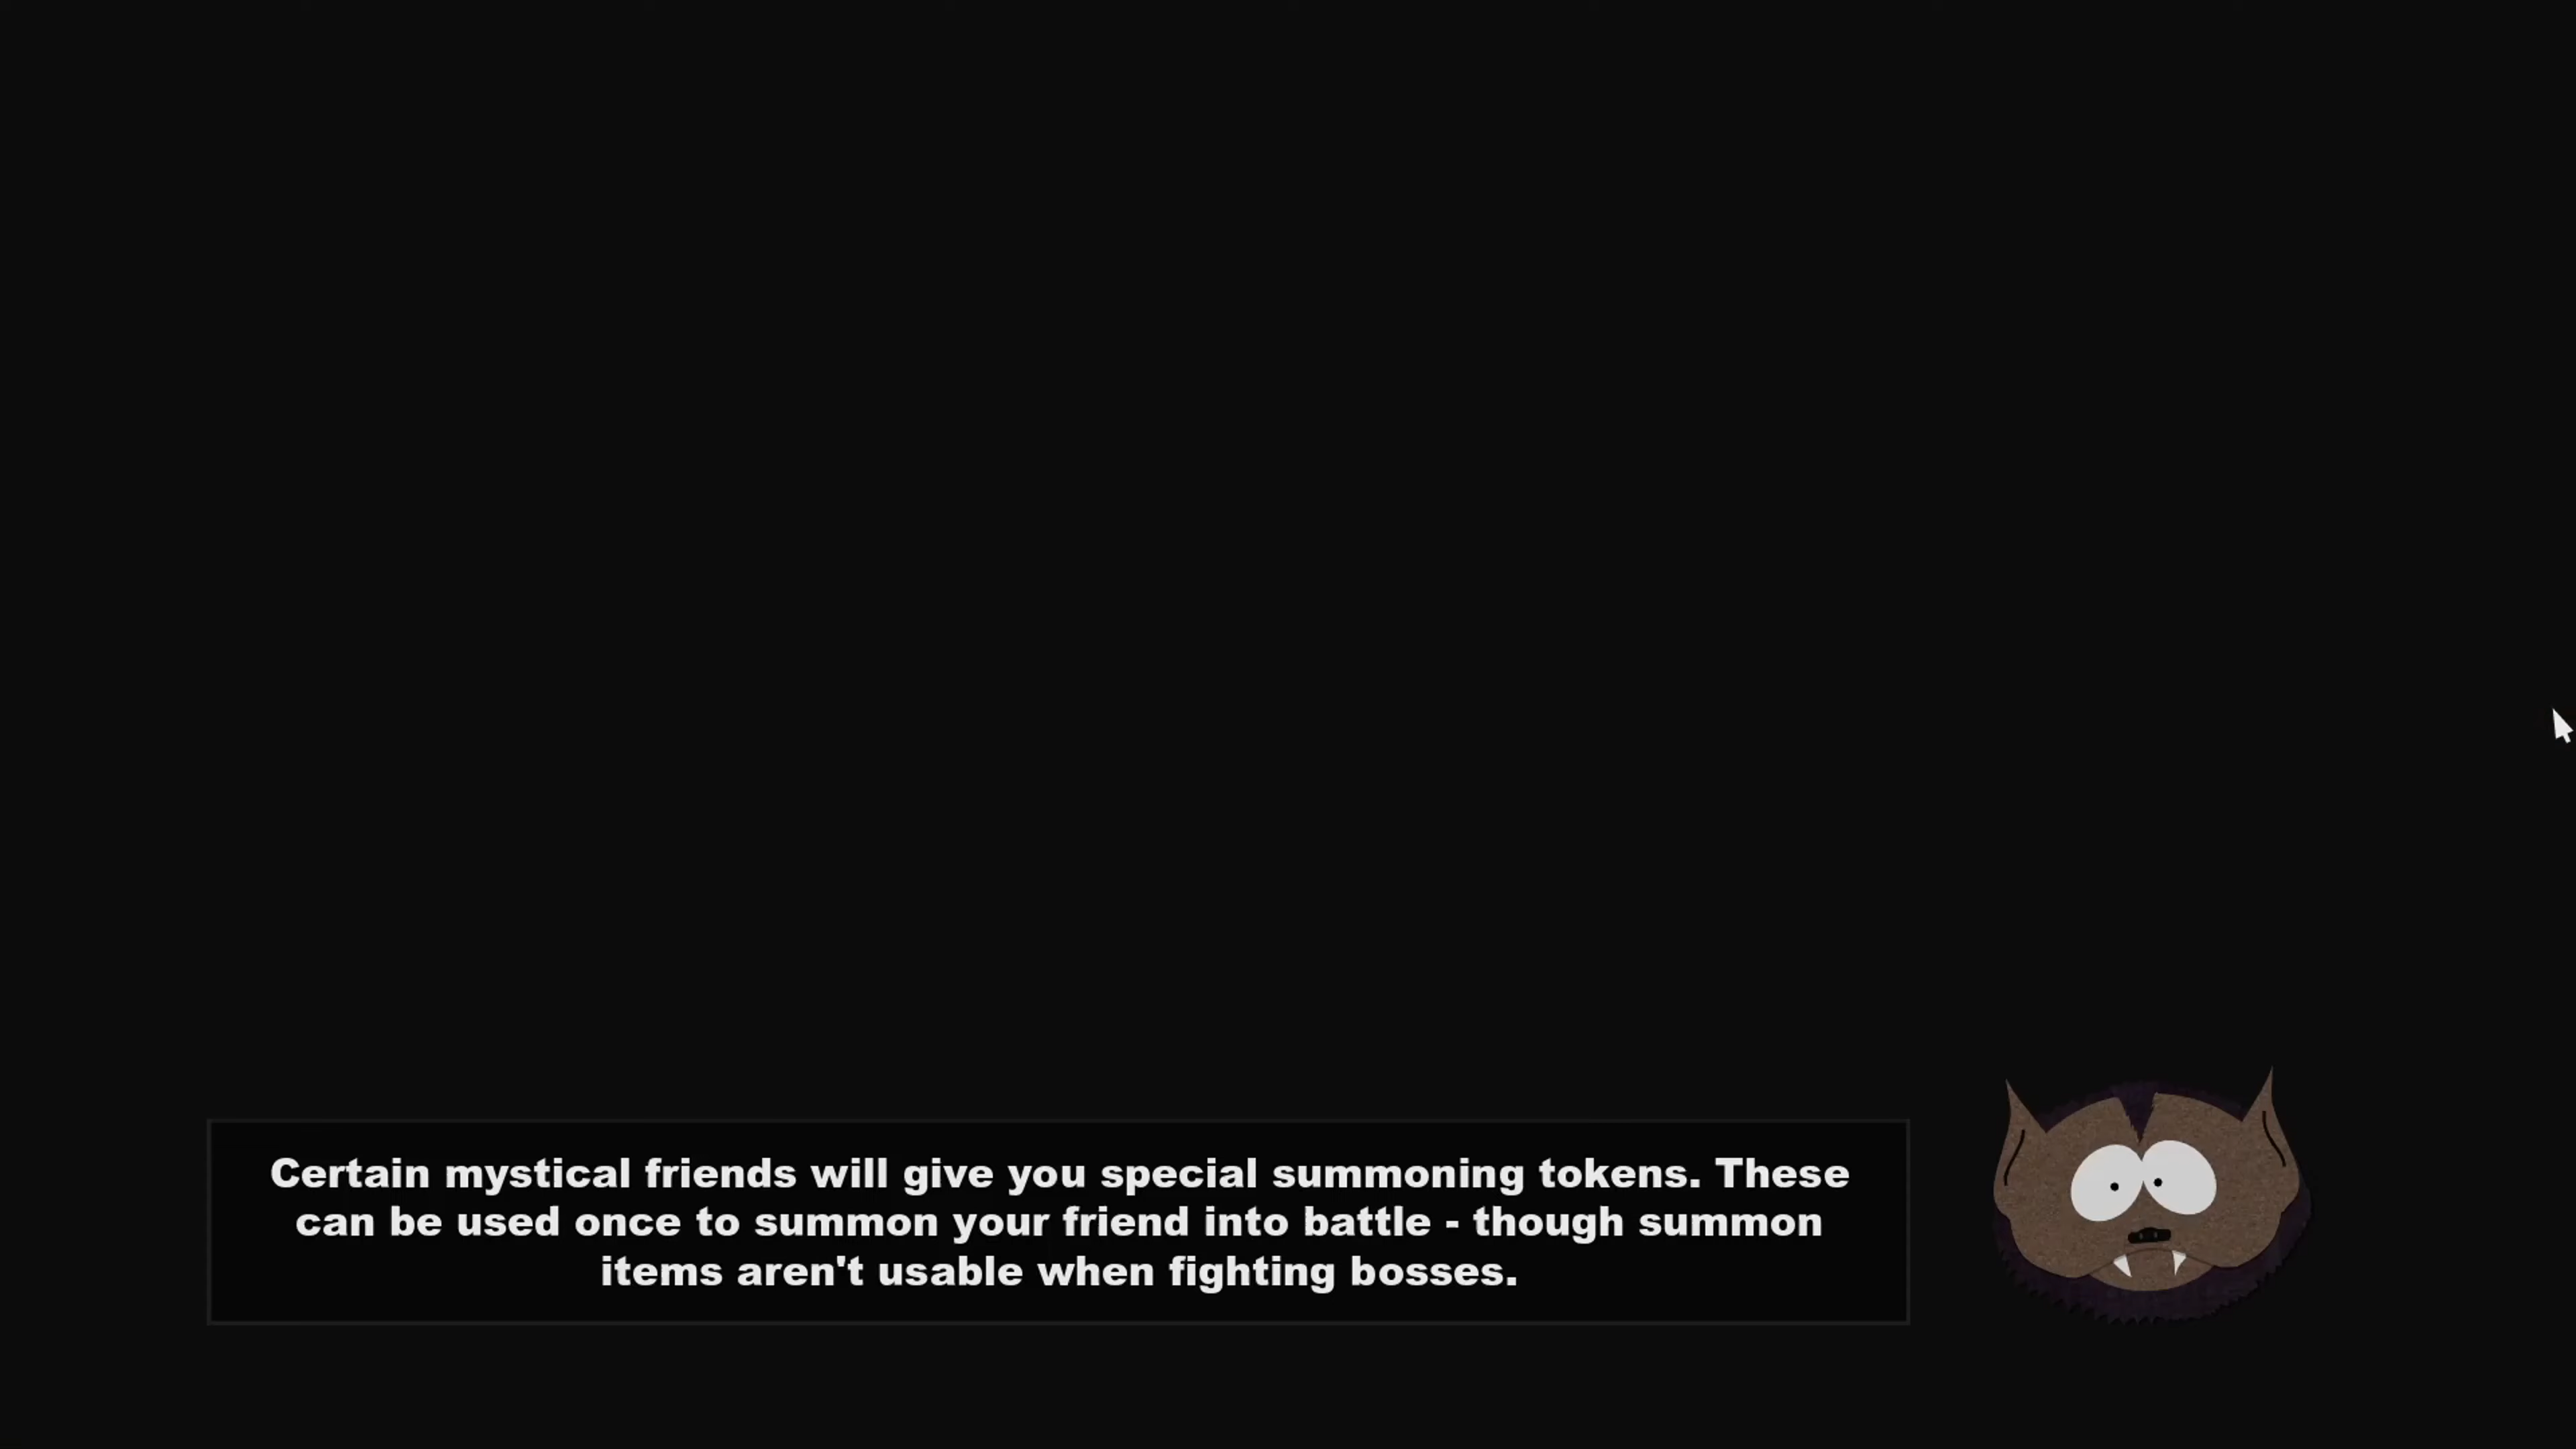 Certain mystical friends will give you special summoning tokens. These
can be used once to summon your friend into battle - though summon
items aren't usable when fighting bosses.